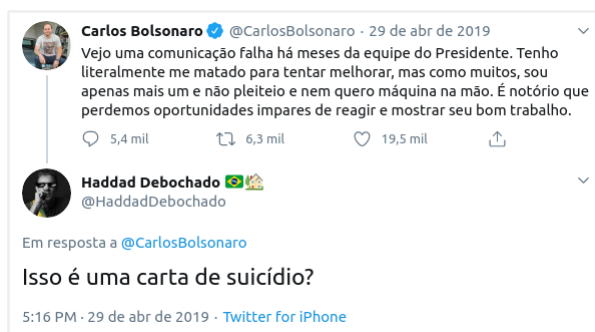 Carlos Bolsonaro @CarlosBolsonaro · 29 de abr de 2019
Vejo uma comunicação falha há meses da equipe do Presidente. Tenho
literalmente me matado para tentar melhorar, mas como muitos, sou
apenas mais um e não pleiteio e nem quero máquina na mão. É notório que
perdemos oportunidades impares de reagir e mostrar seu bom trabalho.
5,4 mil 6,3 mil 19,5 mil
Haddad Debochado 🇧🇷🏡
@HaddadDebochado
Em resposta a @CarlosBolsonaro
Isso é uma carta de suicídio?
5:16 PM · 29 de abr de 2019 · Twitter for iPhone